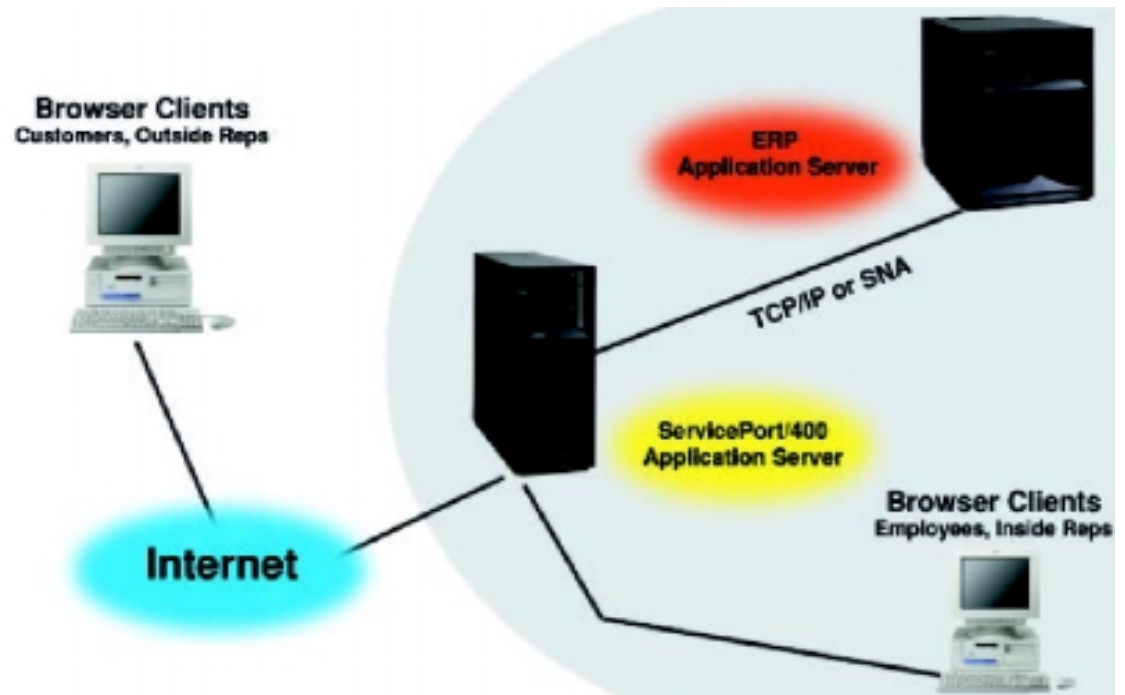 Browser Clients
Customers, Outside Reps
ERP
Application Server
TCP/IP or SNA
ServicePort/400
Application Server
Browser Clients
Employees, Inside Reps
Internet